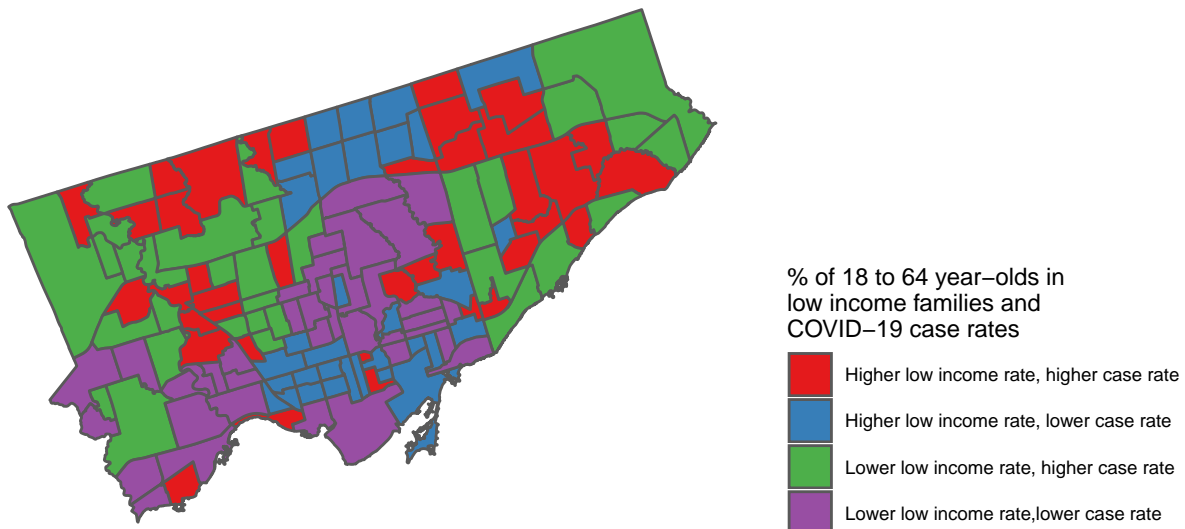 % of 18 to 64 year−olds in
low income families and
COVID−19 case rates
Higher low income rate, higher case rate
Higher low income rate, lower case rate
Lower low income rate, higher case rate
Lower low income rate,lower case rate